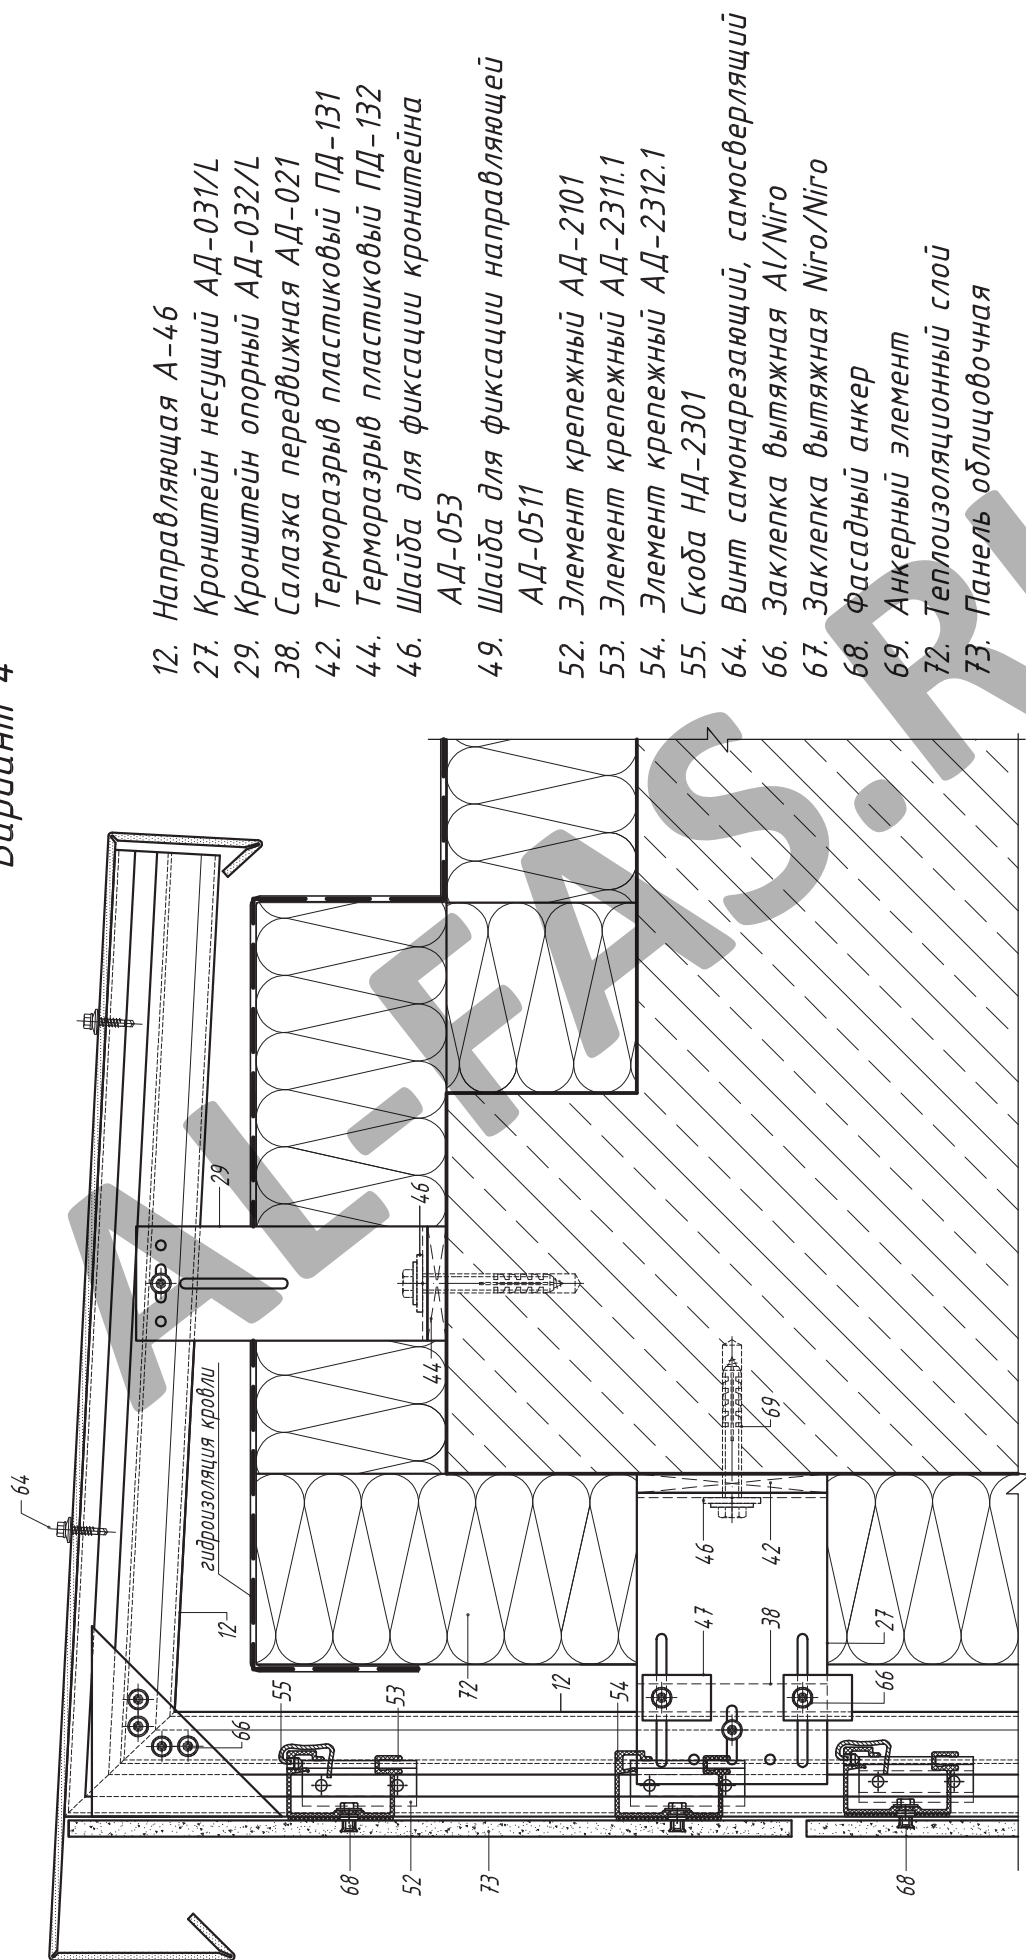 Вариант 4
12. Направляющая А-46
27. Кронштейн несущий АД-031/L
29. Кронштейн опорный АД-032/L
38. Салазка передвижная АД-021
42. Терморазрыв пластиковый ПД-131
44. Терморазрыв пластиковый ПД-132
46. Шайба для фиксации кронштейна
АД-053
49. Шайба для фиксации направляющей
АД-0511
52. Элемент крепежный АД-2101
53. Элемент крепежный АД-2311.1
54. Элемент крепежный АД-2312.1
55. Скоба НД-2301
64. Винт самонарезающий, самосверлящий
66. Заклепка вытяжная Al/Niro
67. Заклепка вытяжная Niro/Niro
68. Фасадный анкер
69. Анкерный элемент
72. Теплоизоляционный слой
73. Панель облицовочная
64
29
гидроизоляция кровли
46
44
12
69
46
42
55
53
72
12
54
47
38
27
66
66
68
52
73
68
AL-FAS.RU